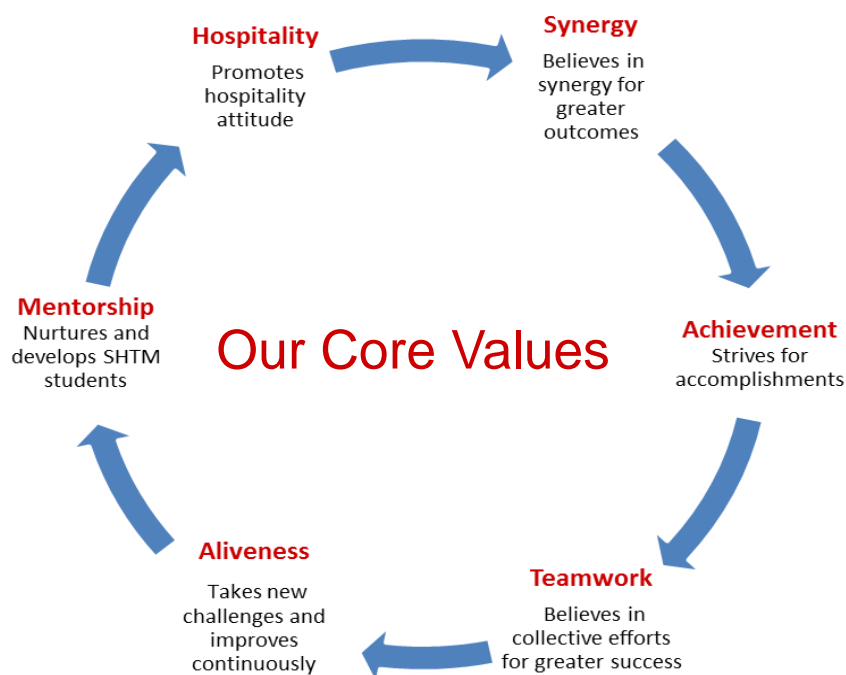 Our Core Values
Hospitality
Promotes
hospitality
attitude
Synergy
Believes in
synergy for
greater
outcomes
Achievement
Strives for
accomplishments
Teamwork
Believes in
collective efforts
for greater success
Aliveness
Takes new
challenges and
improves
continuously
Mentorship
Nurtures and
develops SHTM
students